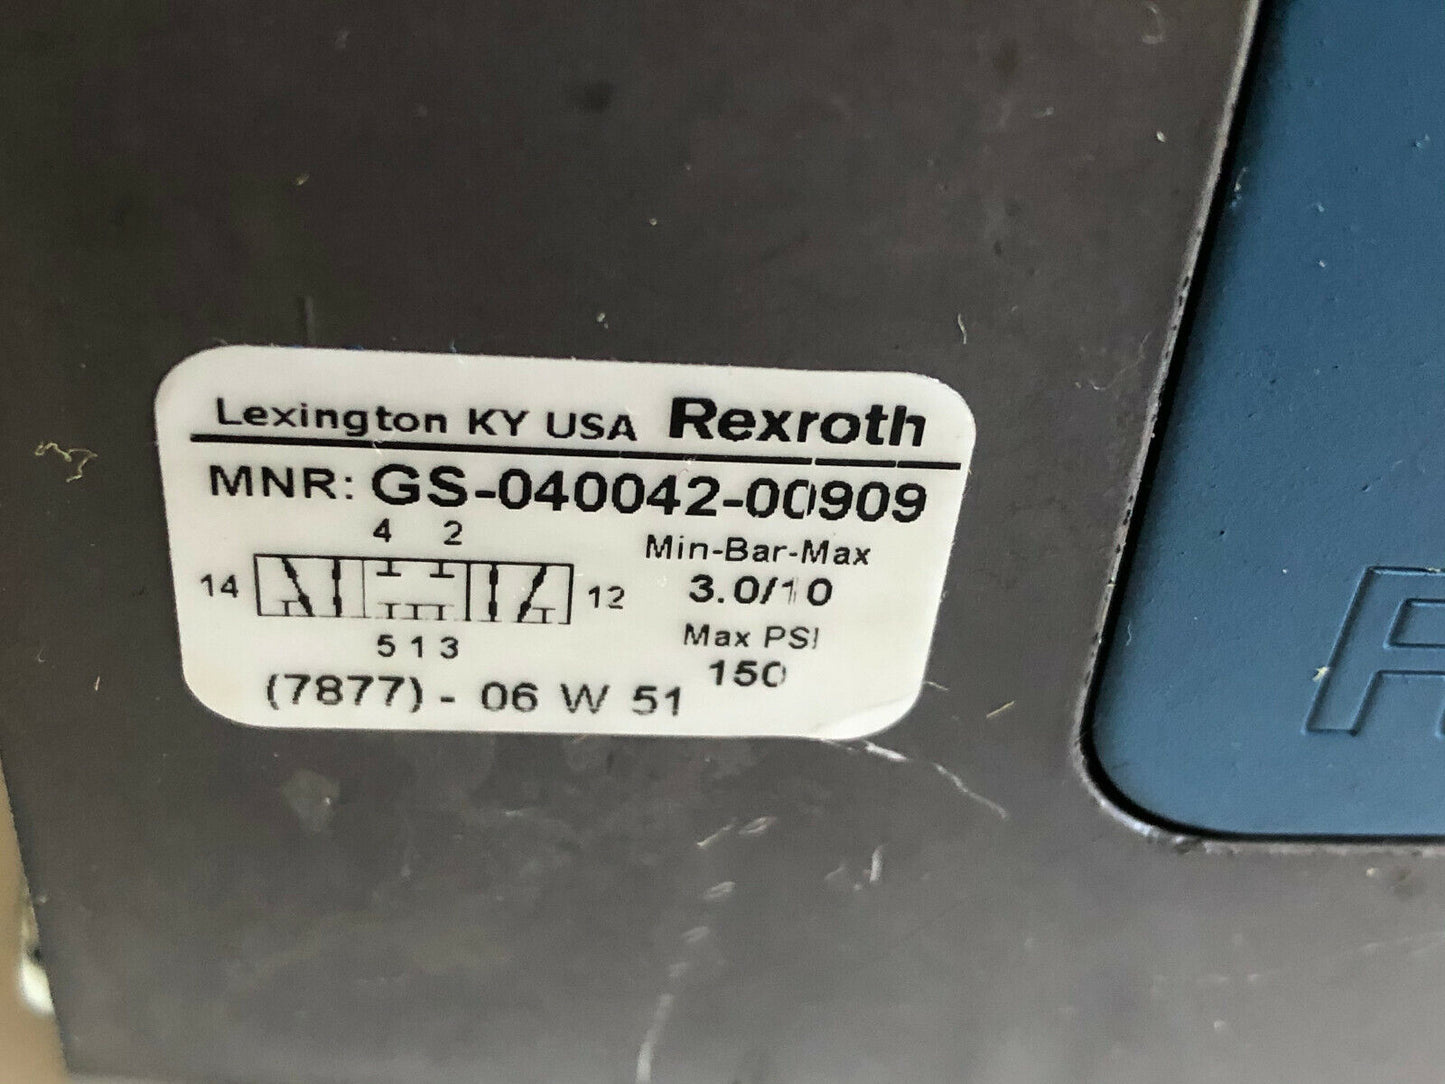 Lexington KY USA Rexroth
MNR: GS-040042-00909
4 2
Min-Bar-Max
14
12
3.0/10
5 1 3
Max PSI
150
(7877) - 06 W 51
R